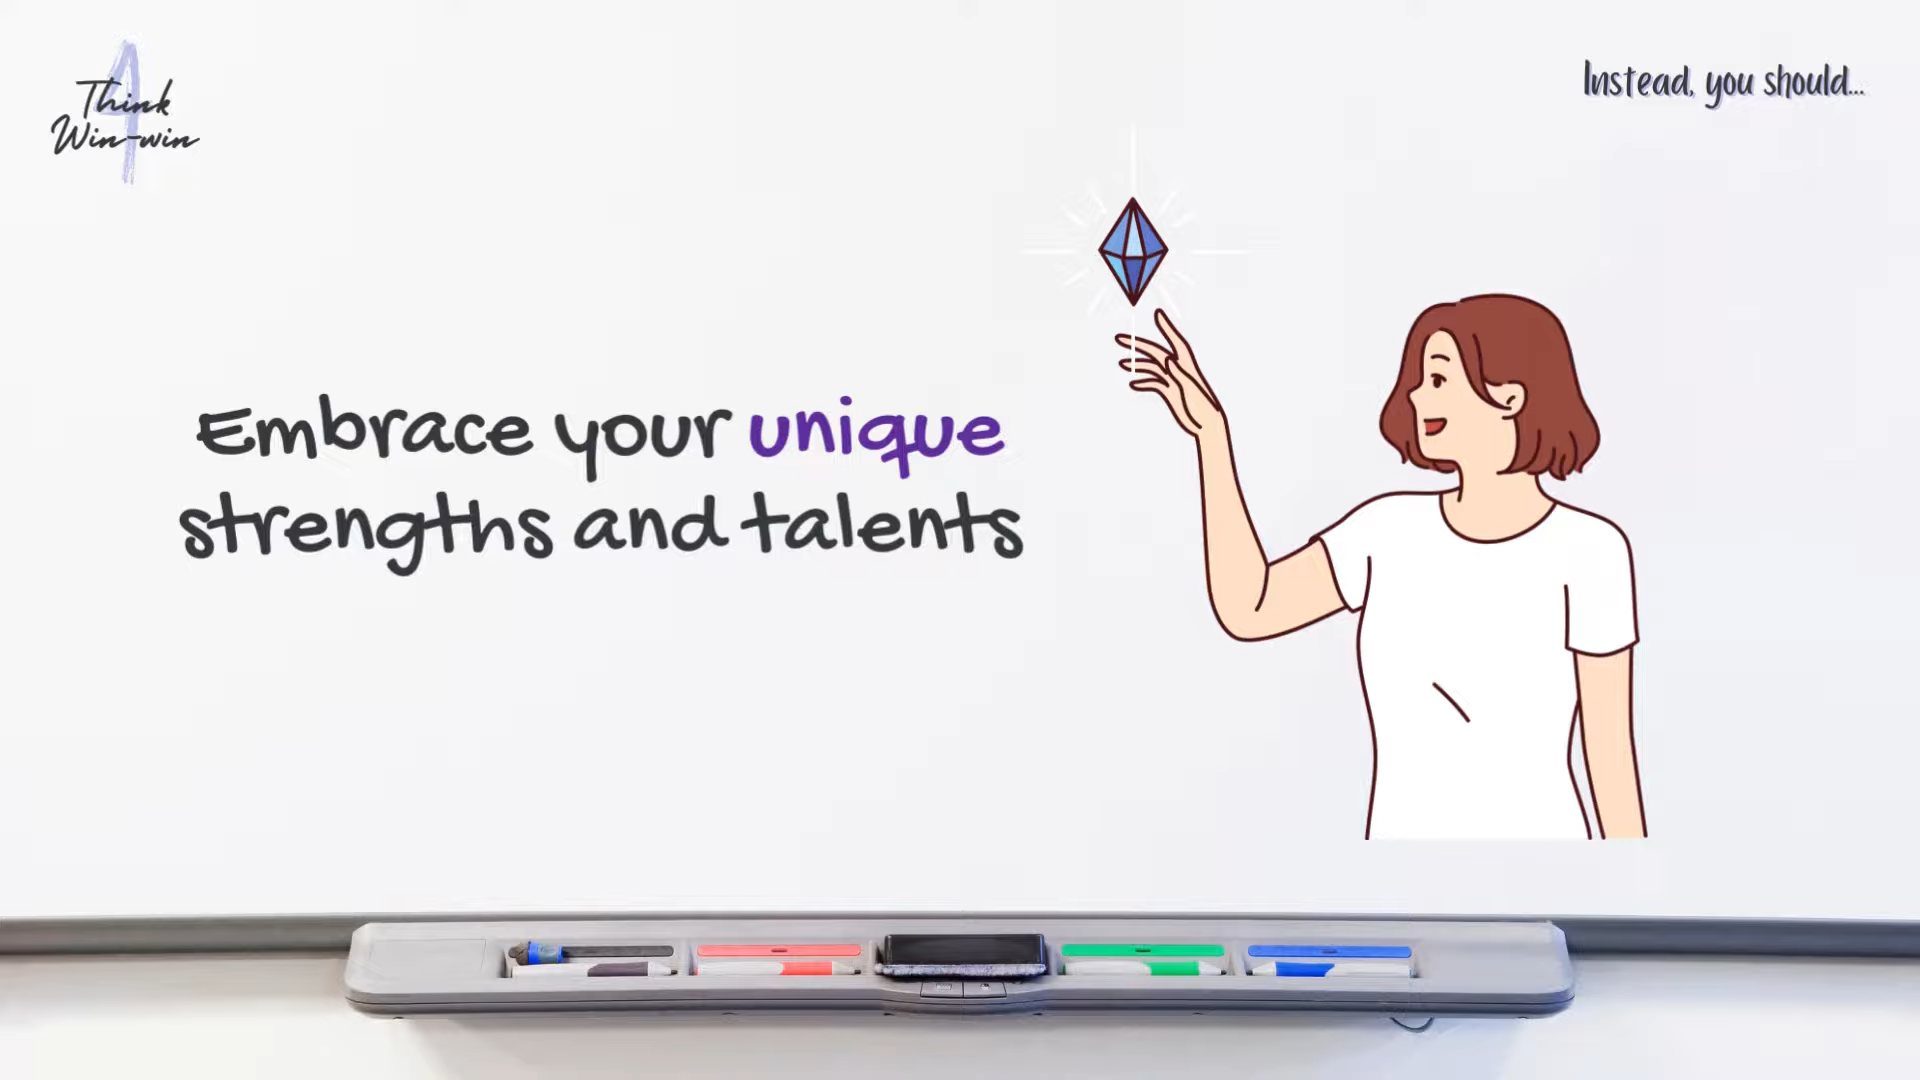 4
Think
Win-win
Instead, you should...
Embrace your unique
strengths and talents